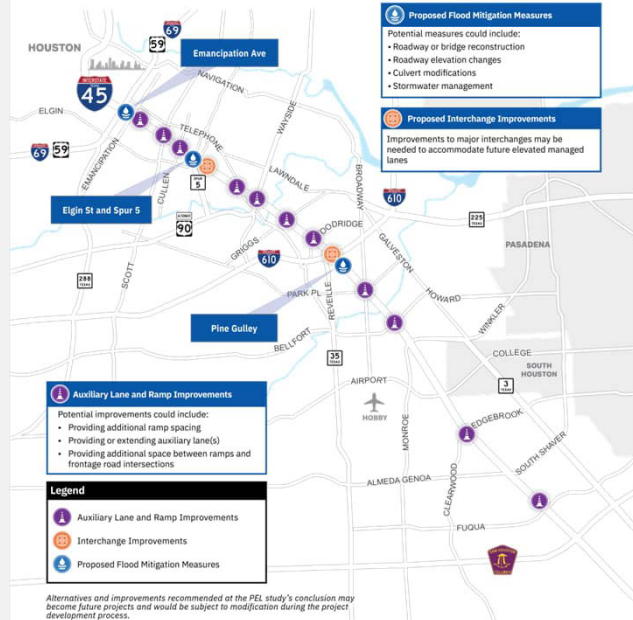 HOUSTON
69
59
Emancipation Ave
INTERSTATE
45
NAVIGATION
ELGIN
WAYSIDE
TELEPHONE
69
59
EMANCIPATION
CULLEN
SPUR
5
LAWNDALE
BROADWAY
Elgin St and Spur 5
90
610
225
TEXAS
PASADENA
WOODRIDGE
GRIGGS
610
GALVESTON
288
TEXAS
SCOTT
PARK PL
REVEILLE
HOWARD
WINKLER
Pine Gulley
BELLFORT
35
TEXAS
COLLEGE
SOUTH
HOUSTON
3
TEXAS
AIRPORT
HOBBY
MONROE
EDGEBROOK
SOUTH SHAVER
ALMEDA GENOA
CLEARWOOD
FUQUA
Proposed Flood Mitigation Measures
Potential measures could include:
• Roadway or bridge reconstruction
• Roadway elevation changes
• Culvert modifications
• Stormwater management
Proposed Interchange Improvements
Improvements to major interchanges may be
needed to accommodate future elevated managed
lanes
Auxiliary Lane and Ramp Improvements
Potential improvements could include:
• Providing additional ramp spacing
• Providing or extending auxiliary lane(s)
• Providing additional space between ramps and
frontage road intersections
Legend
Auxiliary Lane and Ramp Improvements
Interchange Improvements
Proposed Flood Mitigation Measures
Alternatives and improvements recommended at the PEL study's conclusion may
become future projects and would be subject to modification during the project
development process.